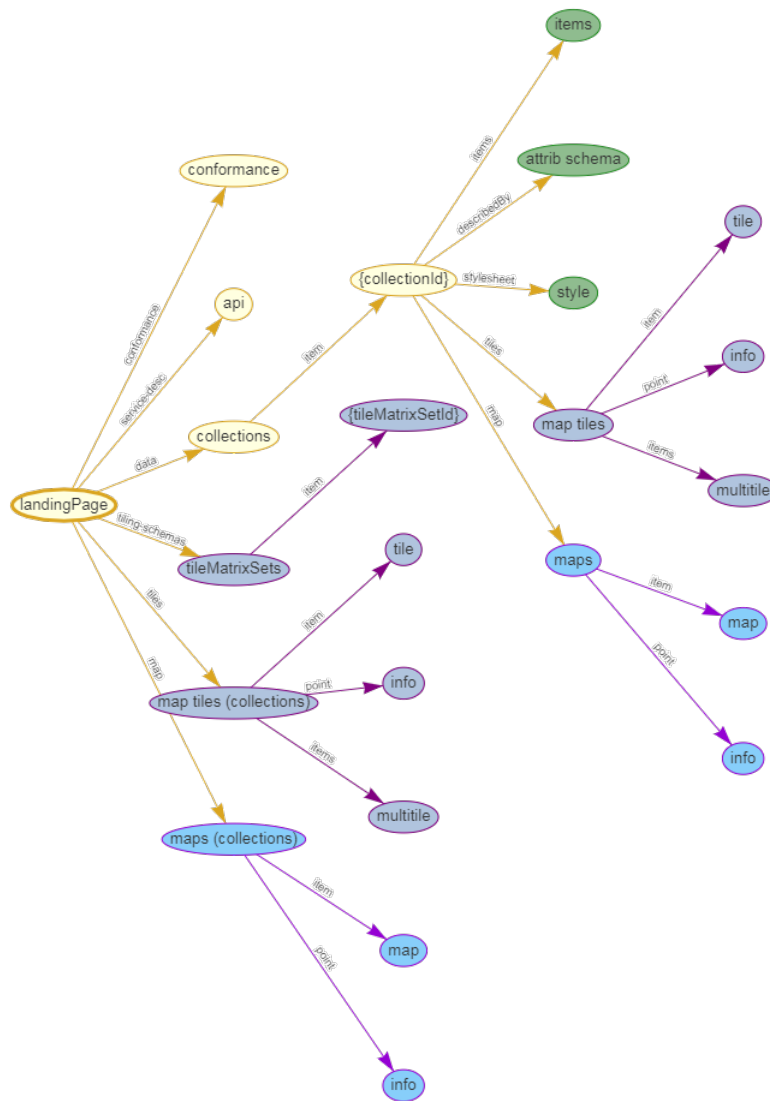 items
items
attrib schema
conformance
describedBy
tile
{collectionId}
stylesheet
style
api
conformance
item
item
service-desc
tiles
point
info
{tileMatrixSetId}
map
map tiles
collections
data
items
item
multitile
landingPage
tiling-schemas
tile
maps
tileMatrixSets
item
tiles
item
map
point
map
point
info
map tiles (collections)
items
info
multitile
maps (collections)
item
map
point
info